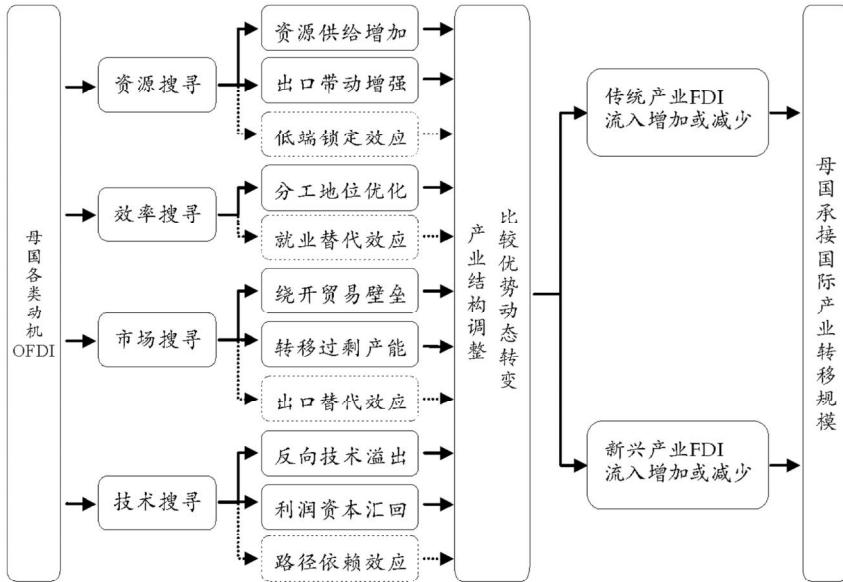 母国各类动机
OFDI
资源搜寻
效率搜寻
市场搜寻
技术搜寻
资源供给增加
出口带动增强
低端锁定效应
分工地位优化
就业替代效应
绕开贸易壁垒
转移过剩产能
出口替代效应
反向技术溢出
利润资本汇回
路径依赖效应
比较优势动态转变
产业结构调整
传统产业FDI
流入增加或减少
新兴产业FDI
流入增加或减少
母国承接国际产业转移规模